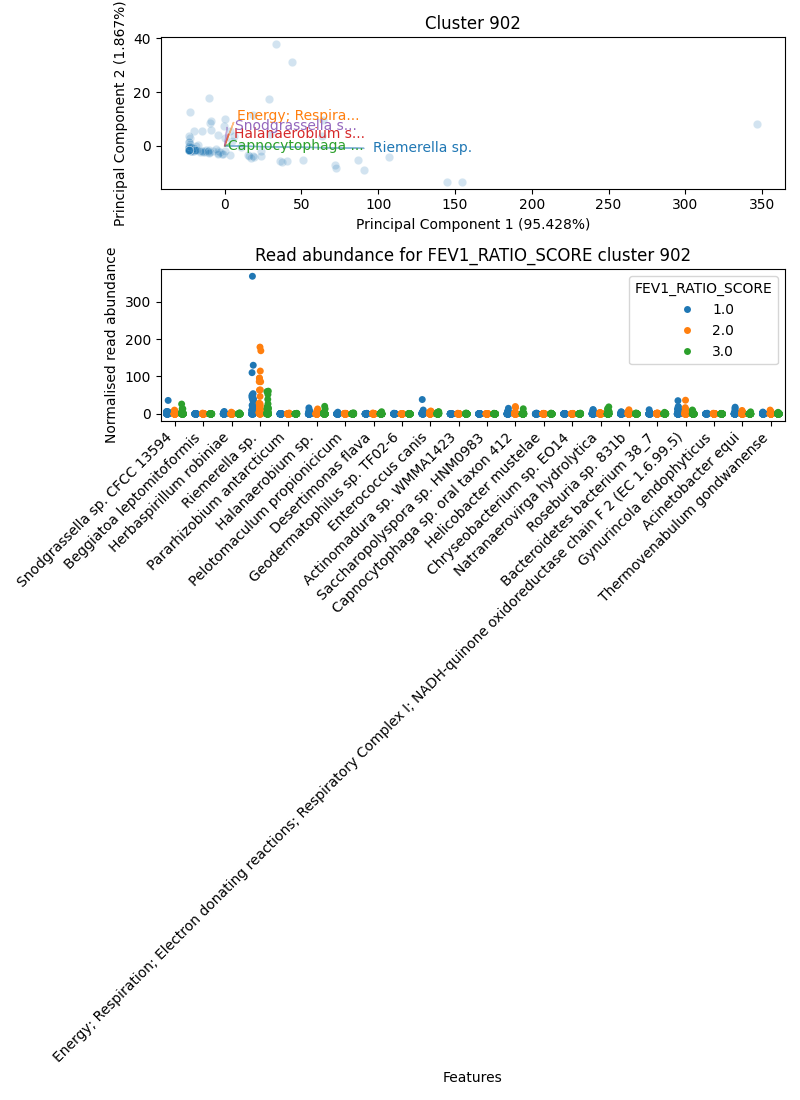 Cluster 902
Principal Component 2 (1.867%)
40
20
0
Energy; Respira...
Snodgrassella s...
Halanaerobium s...
Capnocytophaga ...
Riemerella sp.
0
50
100
150
200
250
300
350
Principal Component 1 (95.428%)
Read abundance for FEV1_RATIO_SCORE cluster 902
Normalised read abundance
300
200
100
0
FEV1_RATIO_SCORE
1.0
2.0
3.0
Snodgrassella sp. CFCC 13594
Beggiatoa leptomitoformis
Herbaspirillum robiniae
Riemerella sp.
Pararhizobium antarcticum
Halanaerobium sp.
Pelotomaculum propionicicum
Desertimonas flava
Geodermatophilus sp. TF02-6
Enterococcus canis
Actinomadura sp. WMMA1423
Saccharopolyspora sp. HNM0983
Capnocytophaga sp. oral taxon 412
Helicobacter mustelae
Chryseobacterium sp. EO14
Natranaerovirga hydrolytica
Roseburia sp. 831b
Bacteroidetes bacterium 38_7
Energy; Respiration; Electron donating reactions; Respiratory Complex I; NADH-quinone oxidoreductase chain F 2 (EC 1.6.99.5)
Gynurincola endophyticus
Acinetobacter equi
Thermovenabulum gondwanense
Features